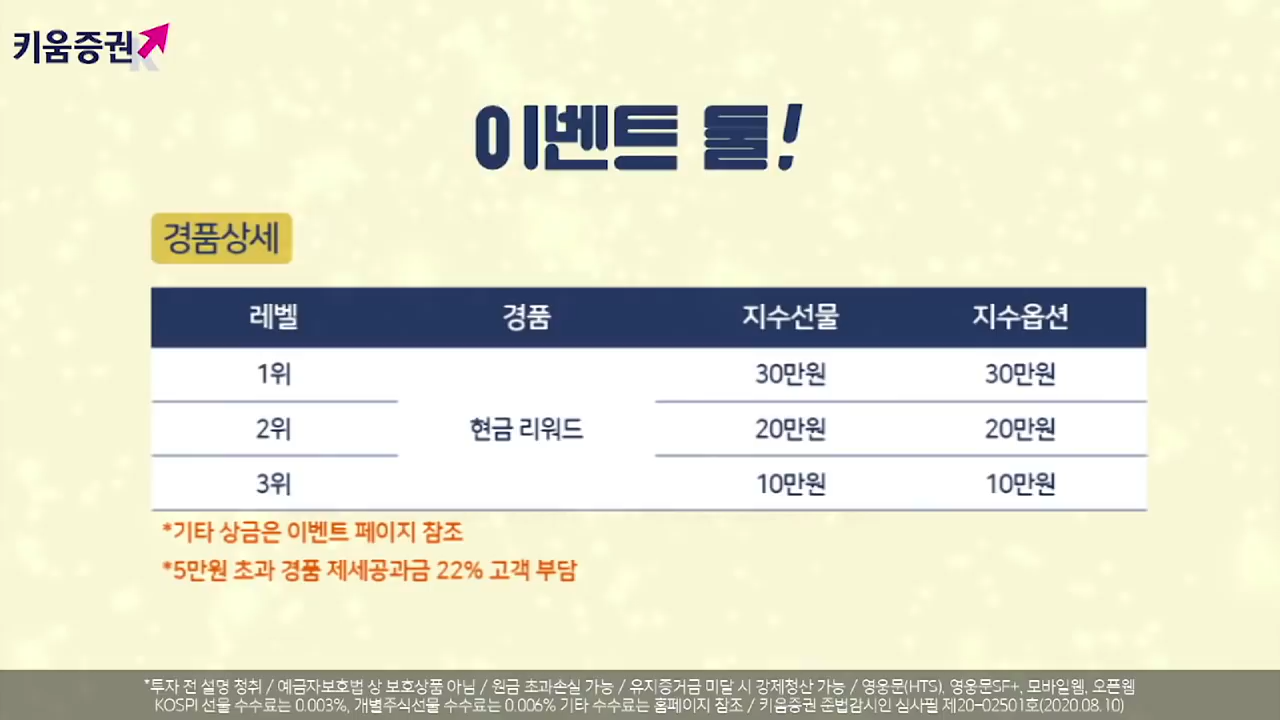 키움증권
이벤트 둘!
경품상세
레벨 경품 지수선물 지수옵션
1위 30만원 30만원
2위 현금 리워드 20만원 20만원
3위 10만원 10만원
*기타 상금은 이벤트 페이지 참조
*5만원 초과 경품 제세공과금 22% 고객 부담
*투자 전 설명 청취 / 예금자보호법 상 보호상품 아님 / 원금 초과손실 가능 / 유지증거금 미달 시 강제청산 가능 / 영웅문(HTS), 영웅문SF+, 모바일웹, 오픈웹
KOSPI 선물 수수료는 0.003%, 개별주식선물 수수료는 0.006% 기타 수수료는 홈페이지 참조 / 키움증권 준법감시인 심사필 제20-02501호(2020.08.10)